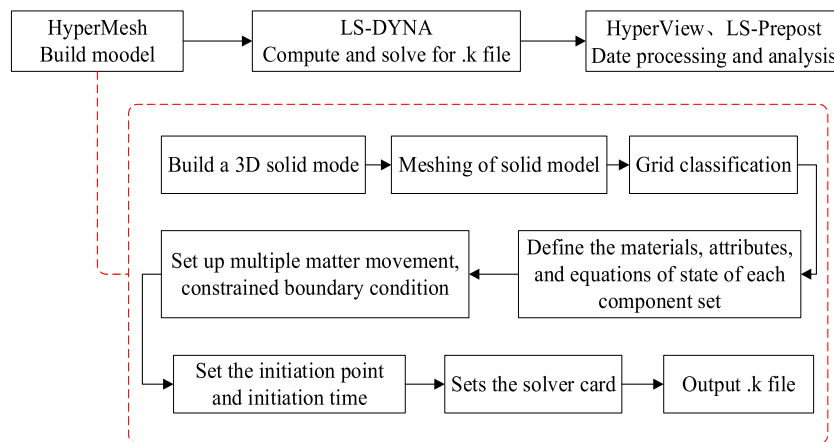 HyperMesh
Build moodel
LS-DYNA
Compute and solve for .k file
HyperView、LS-Prepost
Date processing and analysis
Build a 3D solid mode
Meshing of solid model
Grid classification
Define the materials, attributes,
and equations of state of each
component set
Set up multiple matter movement,
constrained boundary condition
Set the initiation point
and initiation time
Sets the solver card
Output .k file